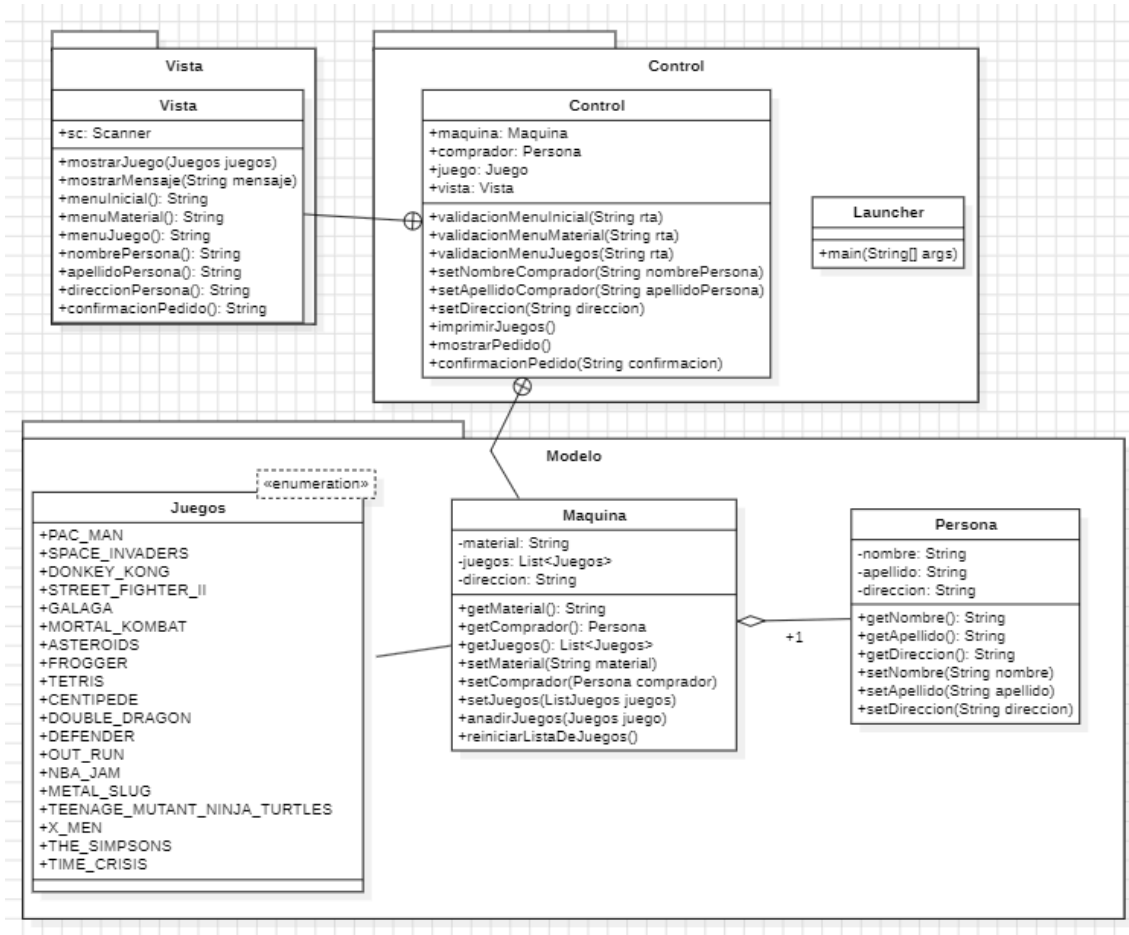 Vista
Vista
+sc: Scanner
+mostrarJuego(Juegos juegos)
+mostrarMensaje(String mensaje)
+menuInicial(): String
+menuMaterial(): String
+menuJuego(): String
+nombrePersona(): String
+apellidoPersona(): String
+direccionPersona(): String
+confirmacionPedido(): String
Control
Control
+maquina: Maquina
+comprador: Persona
+juego: Juego
+vista: Vista
+validacionMenuInicial(String rta)
+validacionMenuMaterial(String rta)
+validacionMenuJuegos(String rta)
+setNombreComprador(String nombrePersona)
+setApellidoComprador(String apellidoPersona)
+setDireccion(String direccion)
+imprimirJuegos()
+mostrarPedido()
+confirmacionPedido(String confirmacion)
Launcher
+main(String[] args)
Modelo
«enumeration»
Juegos
+PAC_MAN
+SPACE_INVADERS
+DONKEY_KONG
+STREET_FIGHTER_II
+GALAGA
+MORTAL_KOMBAT
+ASTEROIDS
+FROGGER
+TETRIS
+CENTIPEDE
+DOUBLE_DRAGON
+DEFENDER
+OUT_RUN
+NBA_JAM
+METAL_SLUG
+TEENAGE_MUTANT_NINJA_TURTLES
+X_MEN
+THE_SIMPSONS
+TIME_CRISIS
Maquina
-material: String
-juegos: List<Juegos>
-direccion: String
+getMaterial(): String
+getComprador(): Persona
+getJuegos(): List<Juegos>
+setMaterial(String material)
+setComprador(Persona comprador)
+setJuegos(ListJuegos juegos)
+anadirJuegos(Juegos juego)
+reiniciarListaDeJuegos()
+1
Persona
-nombre: String
-apellido: String
-direccion: String
+getNombre(): String
+getApellido(): String
+getDireccion(): String
+setNombre(String nombre)
+setApellido(String apellido)
+setDireccion(String direccion)